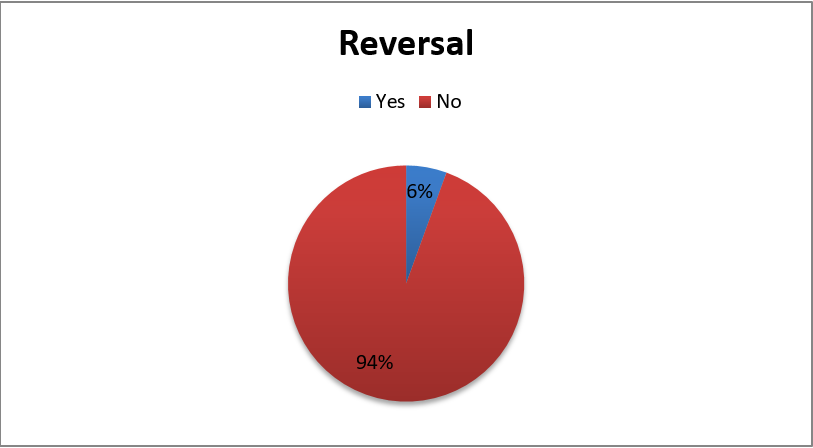 Reversal
Yes No
6%
94%